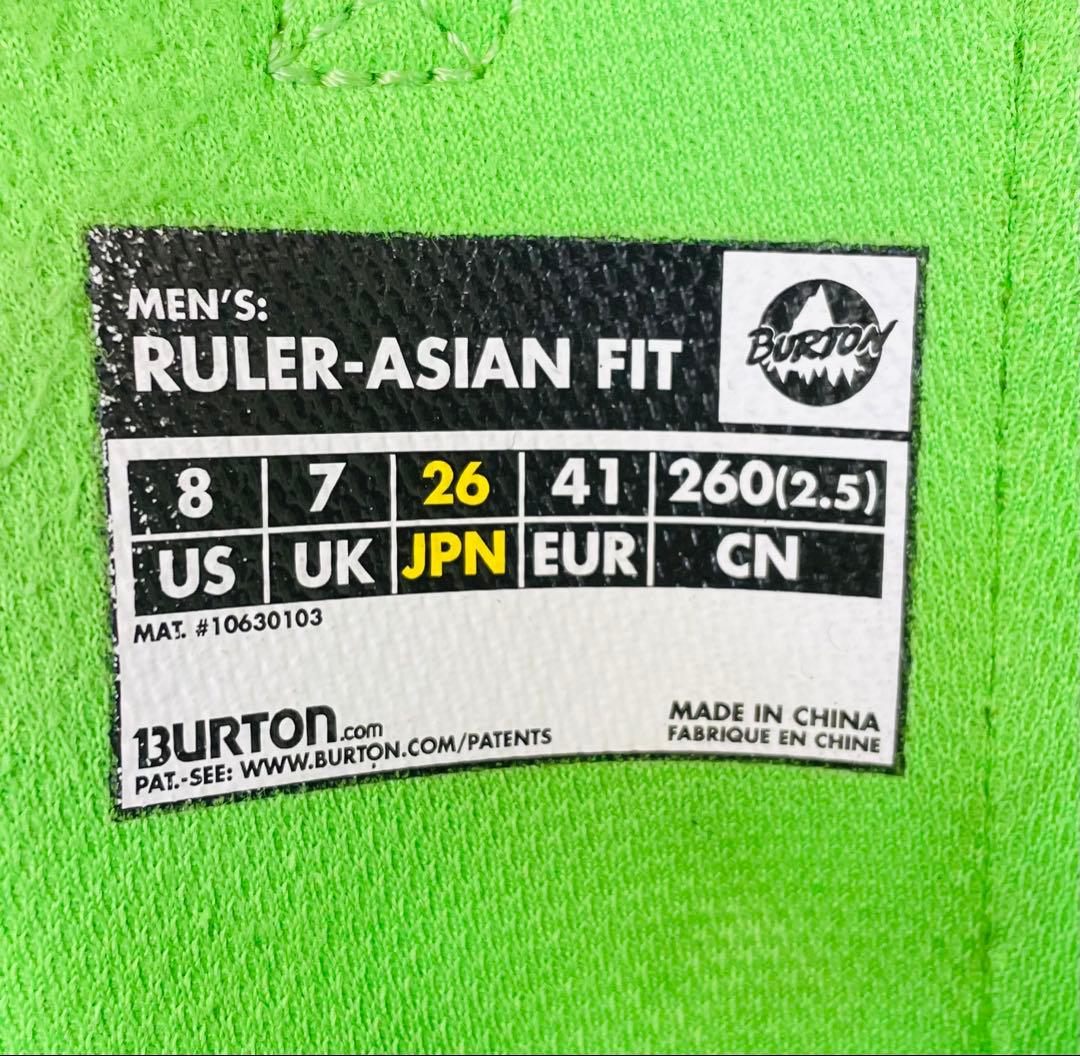 MEN'S:
RULER-ASIAN FIT
BURTON
8 7 26 41 260(2.5)
US UK JPN EUR CN
MAT. #10630103
BURTON.com
PAT.-SEE: WWW.BURTON.COM/PATENTS
MADE IN CHINA
FABRIQUE EN CHINE